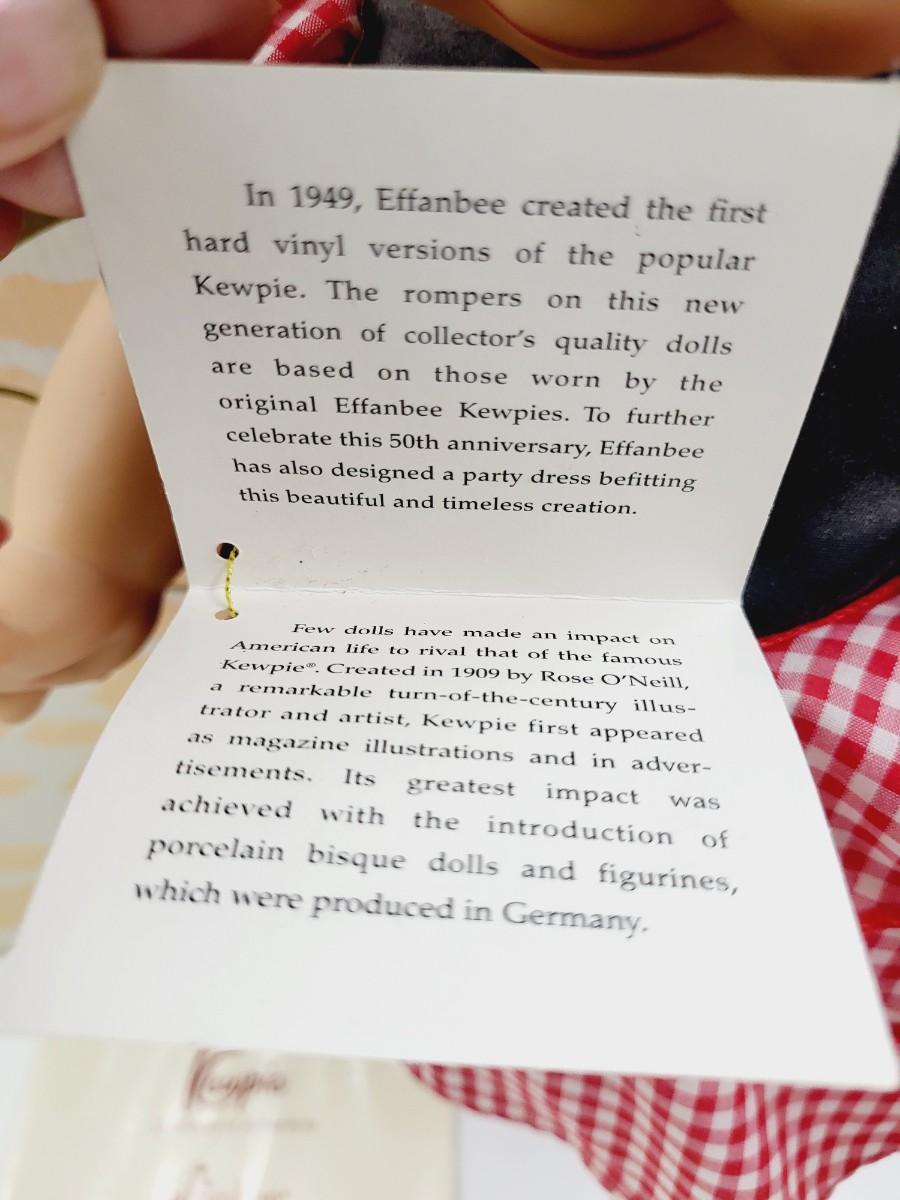 In 1949, Effanbee created the first
hard vinyl versions of the popular
Kewpie. The rompers on this new
generation of collector's quality dolls
are based on those worn by the
original Effanbee Kewpies. To further
celebrate this 50th anniversary, Effanbee
has also designed a party dress befitting
this beautiful and timeless creation.
Few dolls have made an impact on
American life to rival that of the famous
Kewpie®. Created in 1909 by Rose O'Neill,
a remarkable turn-of-the-century illus-
trator and artist, Kewpie first appeared
as magazine illustrations and in adver-
tisements. Its greatest impact was
achieved with the introduction of
porcelain bisque dolls and figurines,
which were produced in Germany.
Kewpie